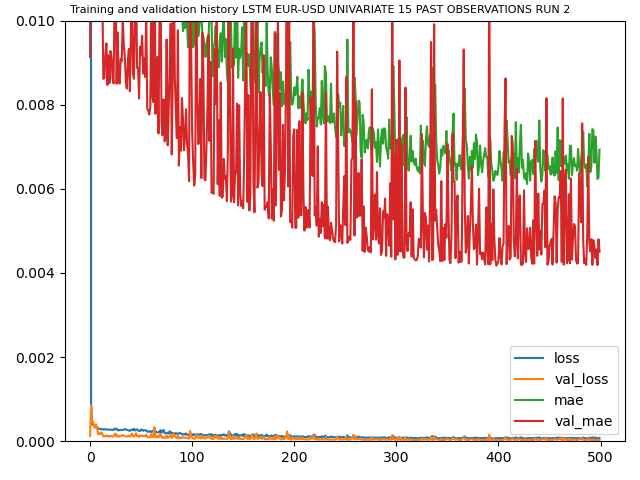 Training and validation history LSTM EUR-USD UNIVARIATE 15 PAST OBSERVATIONS RUN 2
0.010
0.008
0.006
0.004
0.002
0.000
0 100 200 300 400 500
loss
val_loss
mae
val_mae